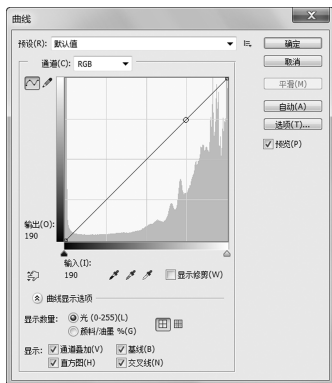 曲线
预设(R): 默认值
确定
通道(C): RGB
取消
平滑(M)
自动(A)
选项(T)...
预览(P)
输出(O):
190
输入(I):
190
显示修剪(W)
曲线显示选项
显示数量: 光 (0-255)(L)
颜料/油墨 %(G)
显示: 通道叠加(V) 基线(B)
直方图(H) 交叉线(N)